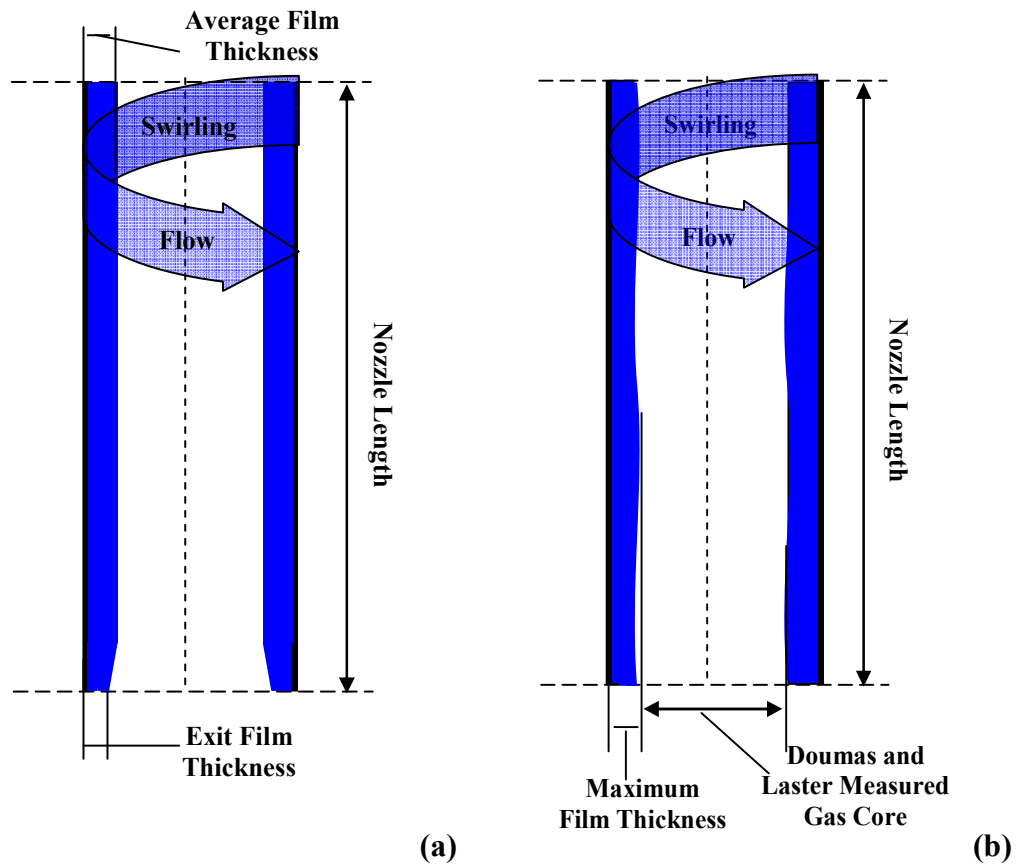 Average Film
Thickness
Swirling
Flow
Nozzle Length
Exit Film
Thickness
(a)
Swirling
Flow
Nozzle Length
Maximum
Film Thickness
Doumas and
Laster Measured
Gas Core
(b)